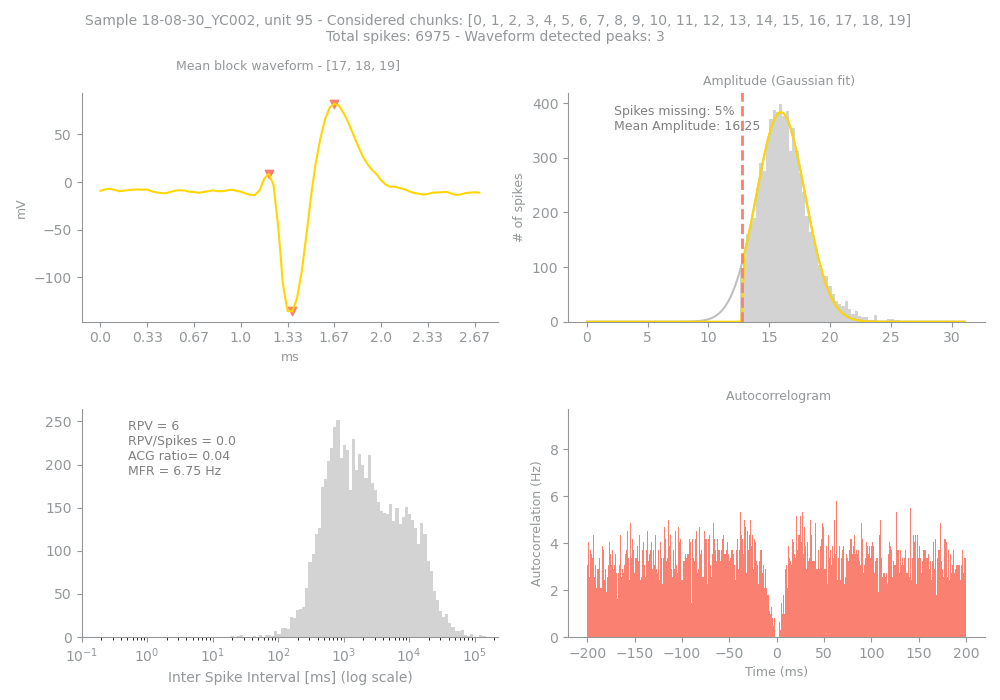 Sample 18-08-30_YC002, unit 95 - Considered chunks: [0, 1, 2, 3, 4, 5, 6, 7, 8, 9, 10, 11, 12, 13, 14, 15, 16, 17, 18, 19]
Total spikes: 6975 - Waveform detected peaks: 3
Mean block waveform - [17, 18, 19]
50
0
−50
−100
mV
0.0 0.33 0.67 1.0 1.33 1.67 2.0 2.33 2.67
ms
Amplitude (Gaussian fit)
Spikes missing: 5%
Mean Amplitude: 16.25
400
300
200
100
0
# of spikes
0 5 10 15 20 25 30
RPV = 6
RPV/Spikes = 0.0
ACG ratio= 0.04
MFR = 6.75 Hz
250
200
150
100
50
0
10⁻¹ 10⁰ 10¹ 10² 10³ 10⁴ 10⁵
Inter Spike Interval [ms] (log scale)
Autocorrelogram
8
6
4
2
0
Autocorrelation (Hz)
−200 −150 −100 −50 0 50 100 150 200
Time (ms)